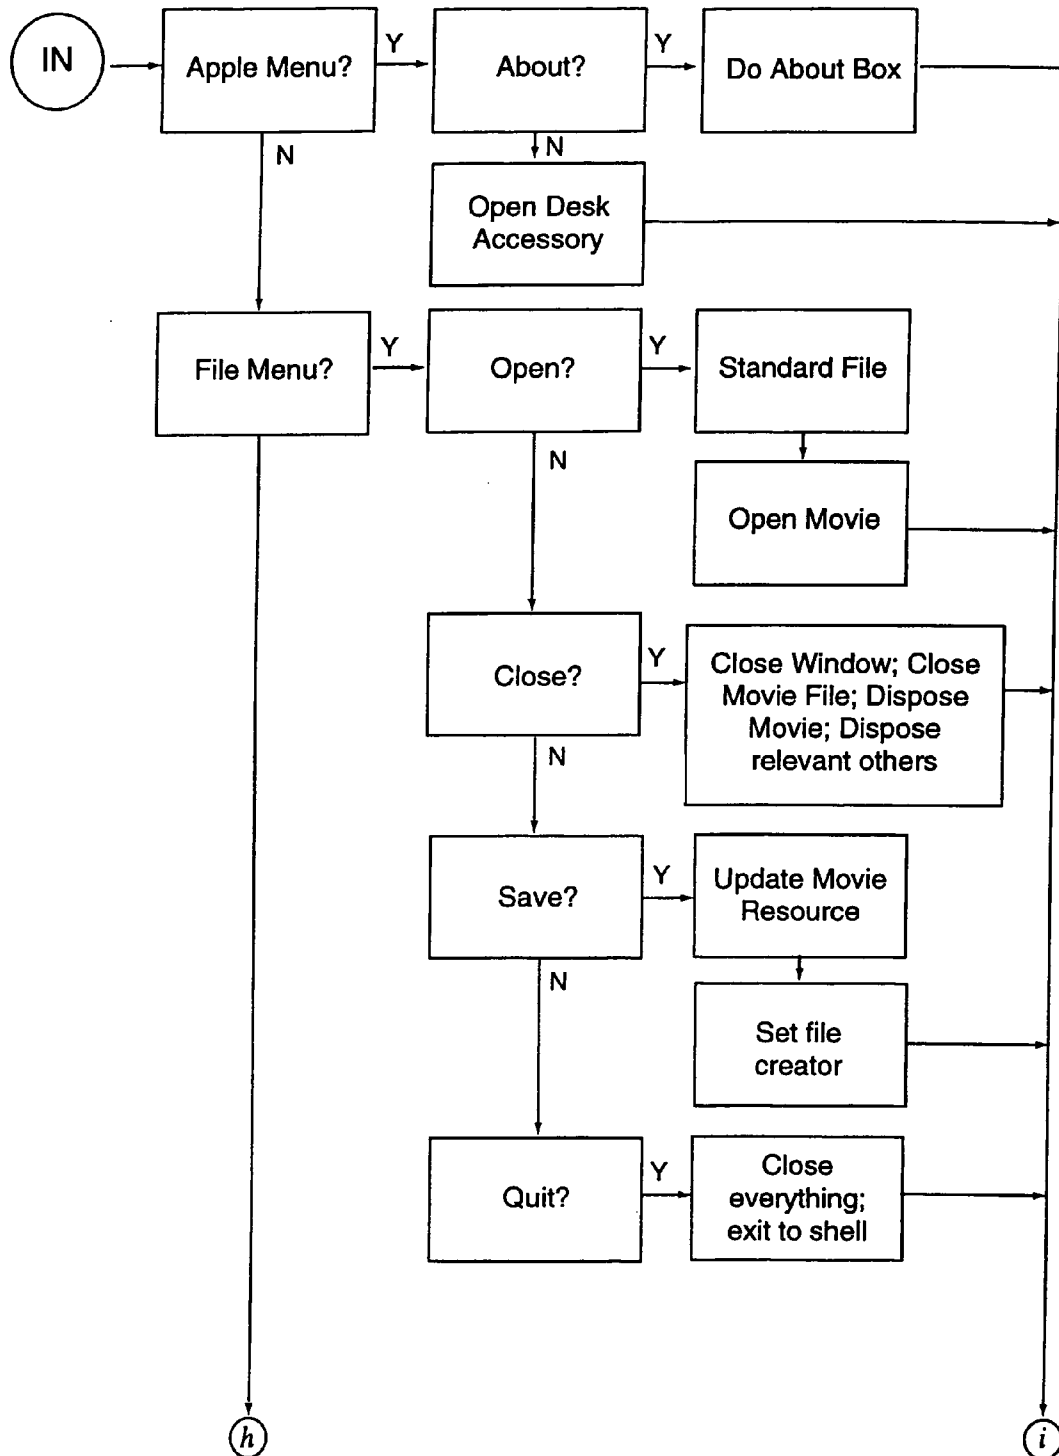 IN
Apple Menu?
Y
About?
Y
Do About Box
N
N
Open Desk
Accessory
File Menu?
Y
Open?
Y
Standard File
N
Open Movie
Close?
Y
Close Window; Close
Movie File; Dispose
Movie; Dispose
relevant others
N
Save?
Y
Update Movie
Resource
N
Set file
creator
Quit?
Y
Close
everything;
exit to shell
h
i